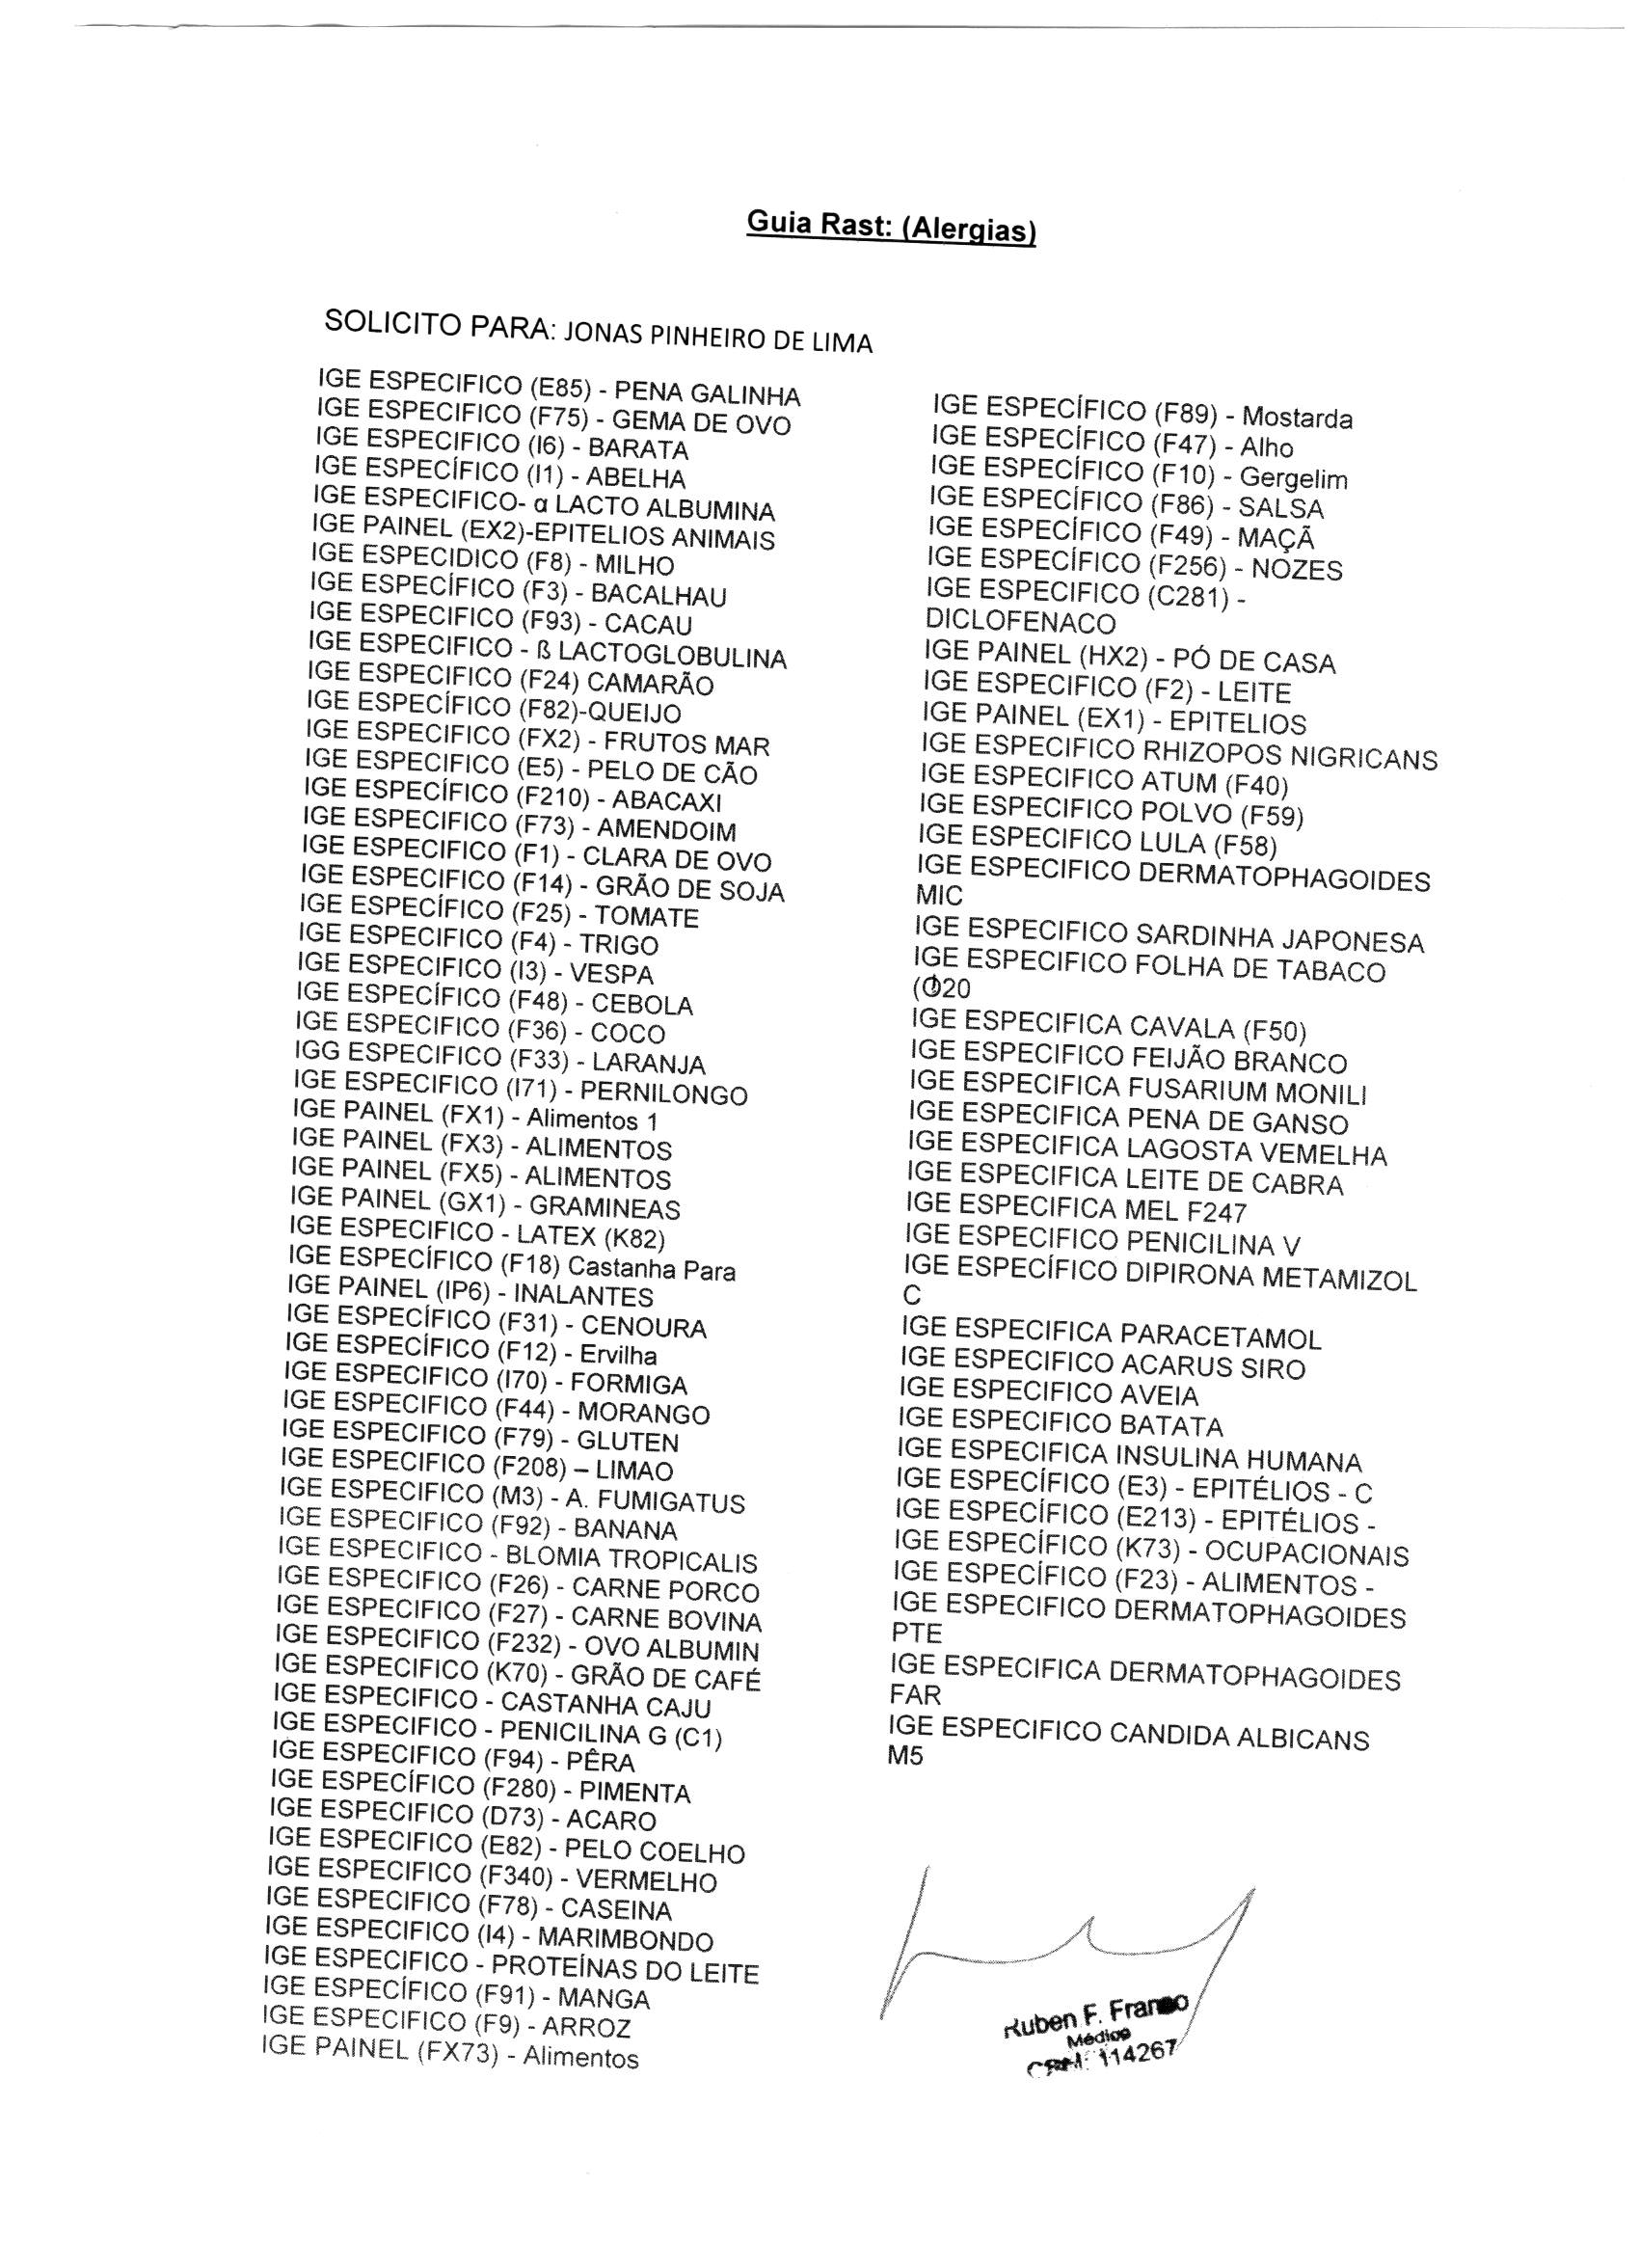 Guia Rast: (Alergias)
SOLICITO PARA: JONAS PINHEIRO DE LIMA
IGE ESPECIFICO (E85) - PENA GALINHA
IGE ESPECIFICO (F75) - GEMA DE OVO
IGE ESPECIFICO (I6) - BARATA
IGE ESPECÍFICO (I1) - ABELHA
IGE ESPECIFICO- α LACTO ALBUMINA
IGE PAINEL (EX2)-EPITELIOS ANIMAIS
IGE ESPECIDICO (F8) - MILHO
IGE ESPECÍFICO (F3) - BACALHAU
IGE ESPECIFICO (F93) - CACAU
IGE ESPECIFICO - ß LACTOGLOBULINA
IGE ESPECIFICO (F24) CAMARÃO
IGE ESPECÍFICO (F82)-QUEIJO
IGE ESPECIFICO (FX2) - FRUTOS MAR
IGE ESPECIFICO (E5) - PELO DE CÃO
IGE ESPECÍFICO (F210) - ABACAXI
IGE ESPECIFICO (F73) - AMENDOIM
IGE ESPECIFICO (F1) - CLARA DE OVO
IGE ESPECIFICO (F14) - GRÃO DE SOJA
IGE ESPECÍFICO (F25) - TOMATE
IGE ESPECIFICO (F4) - TRIGO
IGE ESPECIFICO (I3) - VESPA
IGE ESPECÍFICO (F48) - CEBOLA
IGE ESPECIFICO (F36) - COCO
IGG ESPECIFICO (F33) - LARANJA
IGE ESPECIFICO (I71) - PERNILONGO
IGE PAINEL (FX1) - Alimentos 1
IGE PAINEL (FX3) - ALIMENTOS
IGE PAINEL (FX5) - ALIMENTOS
IGE PAINEL (GX1) - GRAMINEAS
IGE ESPECIFICO - LATEX (K82)
IGE ESPECÍFICO (F18) Castanha Para
IGE PAINEL (IP6) - INALANTES
IGE ESPECÍFICO (F31) - CENOURA
IGE ESPECÍFICO (F12) - Ervilha
IGE ESPECIFICO (I70) - FORMIGA
IGE ESPECIFICO (F44) - MORANGO
IGE ESPECIFICO (F79) - GLUTEN
IGE ESPECIFICO (F208) – LIMAO
IGE ESPECIFICO (M3) - A. FUMIGATUS
IGE ESPECIFICO (F92) - BANANA
IGE ESPECIFICO - BLOMIA TROPICALIS
IGE ESPECIFICO (F26) - CARNE PORCO
IGE ESPECIFICO (F27) - CARNE BOVINA
IGE ESPECIFICO (F232) - OVO ALBUMIN
IGE ESPECIFICO (K70) - GRÃO DE CAFÉ
IGE ESPECIFICO - CASTANHA CAJU
IGE ESPECIFICO - PENICILINA G (C1)
IGE ESPECIFICO (F94) - PÊRA
IGE ESPECÍFICO (F280) - PIMENTA
IGE ESPECIFICO (D73) - ACARO
IGE ESPECIFICO (E82) - PELO COELHO
IGE ESPECIFICO (F340) - VERMELHO
IGE ESPECIFICO (F78) - CASEINA
IGE ESPECIFICO (I4) - MARIMBONDO
IGE ESPECIFICO - PROTEÍNAS DO LEITE
IGE ESPECÍFICO (F91) - MANGA
IGE ESPECIFICO (F9) - ARROZ
IGE PAINEL (FX73) - Alimentos
IGE ESPECÍFICO (F89) - Mostarda
IGE ESPECÍFICO (F47) - Alho
IGE ESPECÍFICO (F10) - Gergelim
IGE ESPECÍFICO (F86) - SALSA
IGE ESPECÍFICO (F49) - MAÇÃ
IGE ESPECÍFICO (F256) - NOZES
IGE ESPECIFICO (C281) -
DICLOFENACO
IGE PAINEL (HX2) - PÓ DE CASA
IGE ESPECIFICO (F2) - LEITE
IGE PAINEL (EX1) - EPITELIOS
IGE ESPECIFICO RHIZOPOS NIGRICANS
IGE ESPECIFICO ATUM (F40)
IGE ESPECIFICO POLVO (F59)
IGE ESPECIFICO LULA (F58)
IGE ESPECIFICO DERMATOPHAGOIDES
MIC
IGE ESPECIFICO SARDINHA JAPONESA
IGE ESPECIFICO FOLHA DE TABACO
(O20
IGE ESPECIFICA CAVALA (F50)
IGE ESPECIFICO FEIJÃO BRANCO
IGE ESPECIFICA FUSARIUM MONILI
IGE ESPECIFICA PENA DE GANSO
IGE ESPECIFICA LAGOSTA VEMELHA
IGE ESPECIFICA LEITE DE CABRA
IGE ESPECIFICA MEL F247
IGE ESPECIFICO PENICILINA V
IGE ESPECÍFICO DIPIRONA METAMIZOL
C
IGE ESPECIFICA PARACETAMOL
IGE ESPECIFICO ACARUS SIRO
IGE ESPECIFICO AVEIA
IGE ESPECIFICO BATATA
IGE ESPECIFICA INSULINA HUMANA
IGE ESPECÍFICO (E3) - EPITÉLIOS - C
IGE ESPECÍFICO (E213) - EPITÉLIOS -
IGE ESPECÍFICO (K73) - OCUPACIONAIS
IGE ESPECÍFICO (F23) - ALIMENTOS -
IGE ESPECIFICO DERMATOPHAGOIDES
PTE
IGE ESPECIFICA DERMATOPHAGOIDES
FAR
IGE ESPECIFICO CANDIDA ALBICANS
M5
Ruben F. Franco
Médico
CRM: 114267